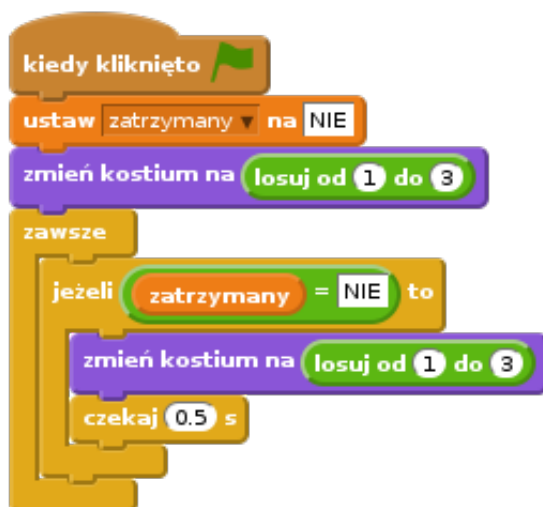 kiedy kliknięto
ustaw zatrzymany na NIE
zmień kostium na losuj od 1 do 3
zawsze
jeżeli zatrzymany = NIE to
zmień kostium na losuj od 1 do 3
czekaj 0.5 s